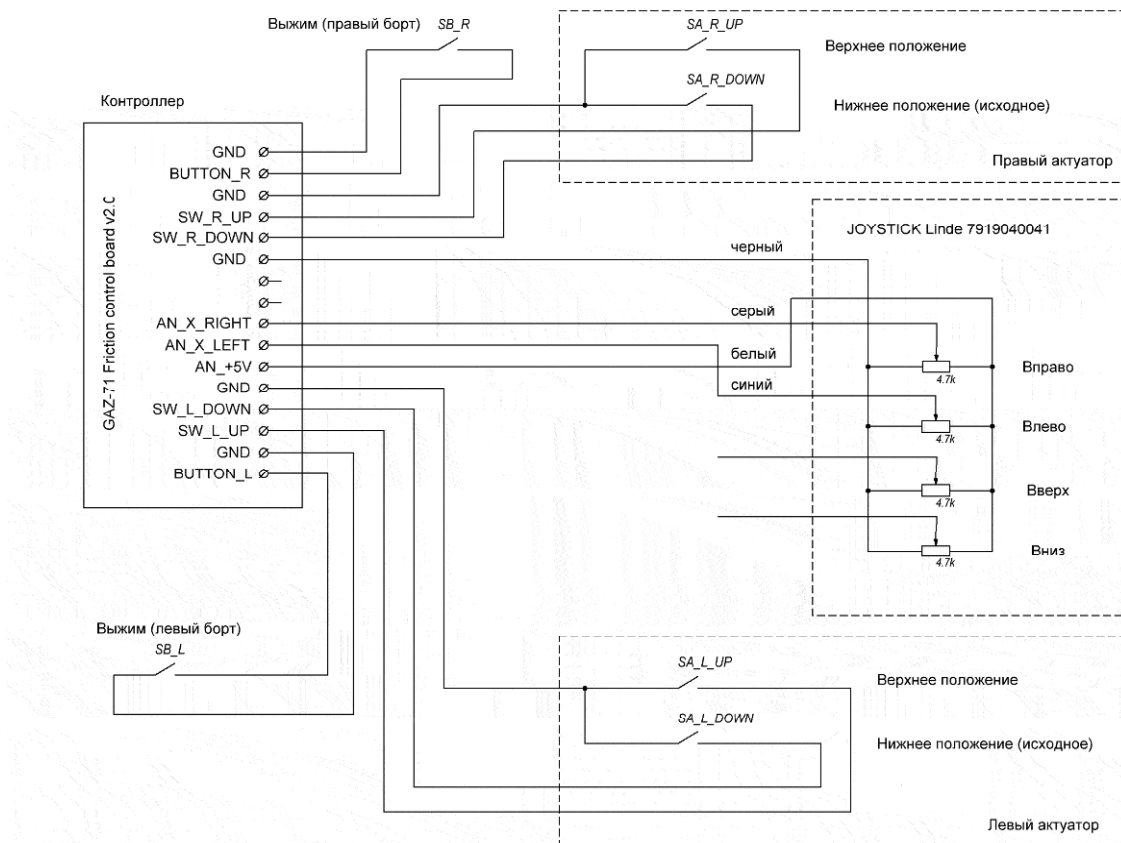 Выжим (правый борт)
SB_R
SA_R_UP
Верхнее положение
SA_R_DOWN
Нижнее положение (исходное)
Правый актуатор
Контроллер
GAZ-71 Friction control board v2.0
GND
BUTTON_R
GND
SW_R_UP
SW_R_DOWN
GND
AN_X_RIGHT
AN_X_LEFT
AN_+5V
GND
SW_L_DOWN
SW_L_UP
GND
BUTTON_L
черный
серый
белый
синий
JOYSTICK Linde 7919040041
4.7k
Вправо
4.7k
Влево
4.7k
Вверх
4.7k
Вниз
Выжим (левый борт)
SB_L
SA_L_UP
Верхнее положение
SA_L_DOWN
Нижнее положение (исходное)
Левый актуатор